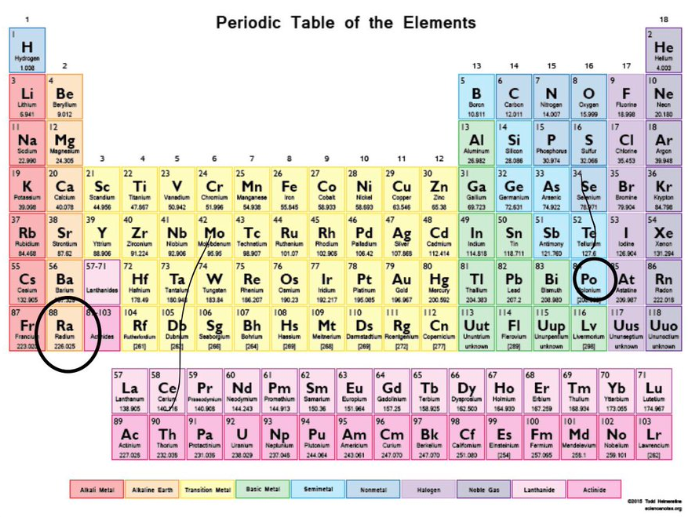 Periodic Table of the Elements
1 18
1 2
H 2 13 14 15 16 17 He
Hydrogen Helium
1.008 4.003
3 4 5 6 7 8 9 10
Li Be B C N O F Ne
Lithium Beryllium Boron Carbon Nitrogen Oxygen Fluorine Neon
6.941 9.012 10.811 12.011 14.007 15.999 18.998 20.180
11 12 13 14 15 16 17 18
Na Mg Al Si P S Cl Ar
Sodium Magnesium Aluminum Silicon Phosphorus Sulfur Chlorine Argon
22.990 24.305 26.982 28.086 30.974 32.066 35.453 39.948
3 4 5 6 7 8 9 10 11 12
19 20 21 22 23 24 25 26 27 28 29 30 31 32 33 34 35 36
K Ca Sc Ti V Cr Mn Fe Co Ni Cu Zn Ga Ge As Se Br Kr
Potassium Calcium Scandium Titanium Vanadium Chromium Manganese Iron Cobalt Nickel Copper Zinc Gallium Germanium Arsenic Selenium Bromine Krypton
39.098 40.078 44.956 47.867 50.942 51.996 54.938 55.845 58.933 58.693 63.546 65.38 69.723 72.631 74.922 78.971 79.904 84.798
37 38 39 40 41 42 43 44 45 46 47 48 49 50 51 52 53 54
Rb Sr Y Zr Nb Mo Tc Ru Rh Pd Ag Cd In Sn Sb Te I Xe
Rubidium Strontium Yttrium Zirconium Niobium Molybdenum Technetium Ruthenium Rhodium Palladium Silver Cadmium Indium Tin Antimony Tellurium Iodine Xenon
84.468 87.62 88.906 91.224 92.906 95.95 98.907 101.07 102.906 106.42 107.868 112.414 114.818 118.711 121.760 127.6 126.904 131.294
55 56 57-71 72 73 74 75 76 77 78 79 80 81 82 83 85 86
Cs Ba Lanthanides Hf Ta W Re Os Ir Pt Au Hg Tl Pb Bi Po At Rn
Cesium Barium Hafnium Tantalum Tungsten Rhenium Osmium Iridium Platinum Gold Mercury Thallium Lead Bismuth Polonium Astatine Radon
132.905 178.49 180.948 183.84 186.207 190.23 192.217 195.085 196.967 200.592 204.383 207.2 208.980 209.987 222.018
87 88 89-103 104 105 106 107 108 109 110 111 112 113 114 115 116 117 118
Fr Ra Actinides Rf Db Sg Bh Hs Mt Ds Rg Cn Uut Fl Uup Lv Uus Uuo
Francium Radium Rutherfordium Dubnium Seaborgium Bohrium Hassium Meitnerium Darmstadtium Roentgenium Copernicium Ununtrium Flerovium Ununpentium Livermorium Ununseptium Ununoctium
223.020 226.025 [261] [262] [266] [264] [269] [268] [269] [272] [277] unknown [289] unknown [298] unknown unknown
57 58 59 60 61 62 63 64 65 66 67 68 69 70 71
La Ce Pr Nd Pm Sm Eu Gd Tb Dy Ho Er Tm Yb Lu
Lanthanum Cerium Praseodymium Neodymium Promethium Samarium Europium Gadolinium Terbium Dysprosium Holmium Erbium Thulium Ytterbium Lutetium
138.905 140.116 140.908 144.243 144.913 150.36 151.964 157.25 158.925 162.500 164.930 167.259 168.934 173.055 174.967
89 90 91 92 93 94 95 96 97 98 99 100 101 102 103
Ac Th Pa U Np Pu Am Cm Bk Cf Es Fm Md No Lr
Actinium Thorium Protactinium Uranium Neptunium Plutonium Americium Curium Berkelium Californium Einsteinium Fermium Mendelevium Nobelium Lawrencium
227.028 232.038 231.036 238.029 237.048 244.064 243.061 247.070 247.070 251.080 [254] 257.095 258.1 259.101 [262]
Alkali Metal Alkaline Earth Transition Metal Basic Metal Semimetal Nonmetal Halogen Noble Gas Lanthanide Actinide
©2015 Todd Helmenstine
sciencenotes.org